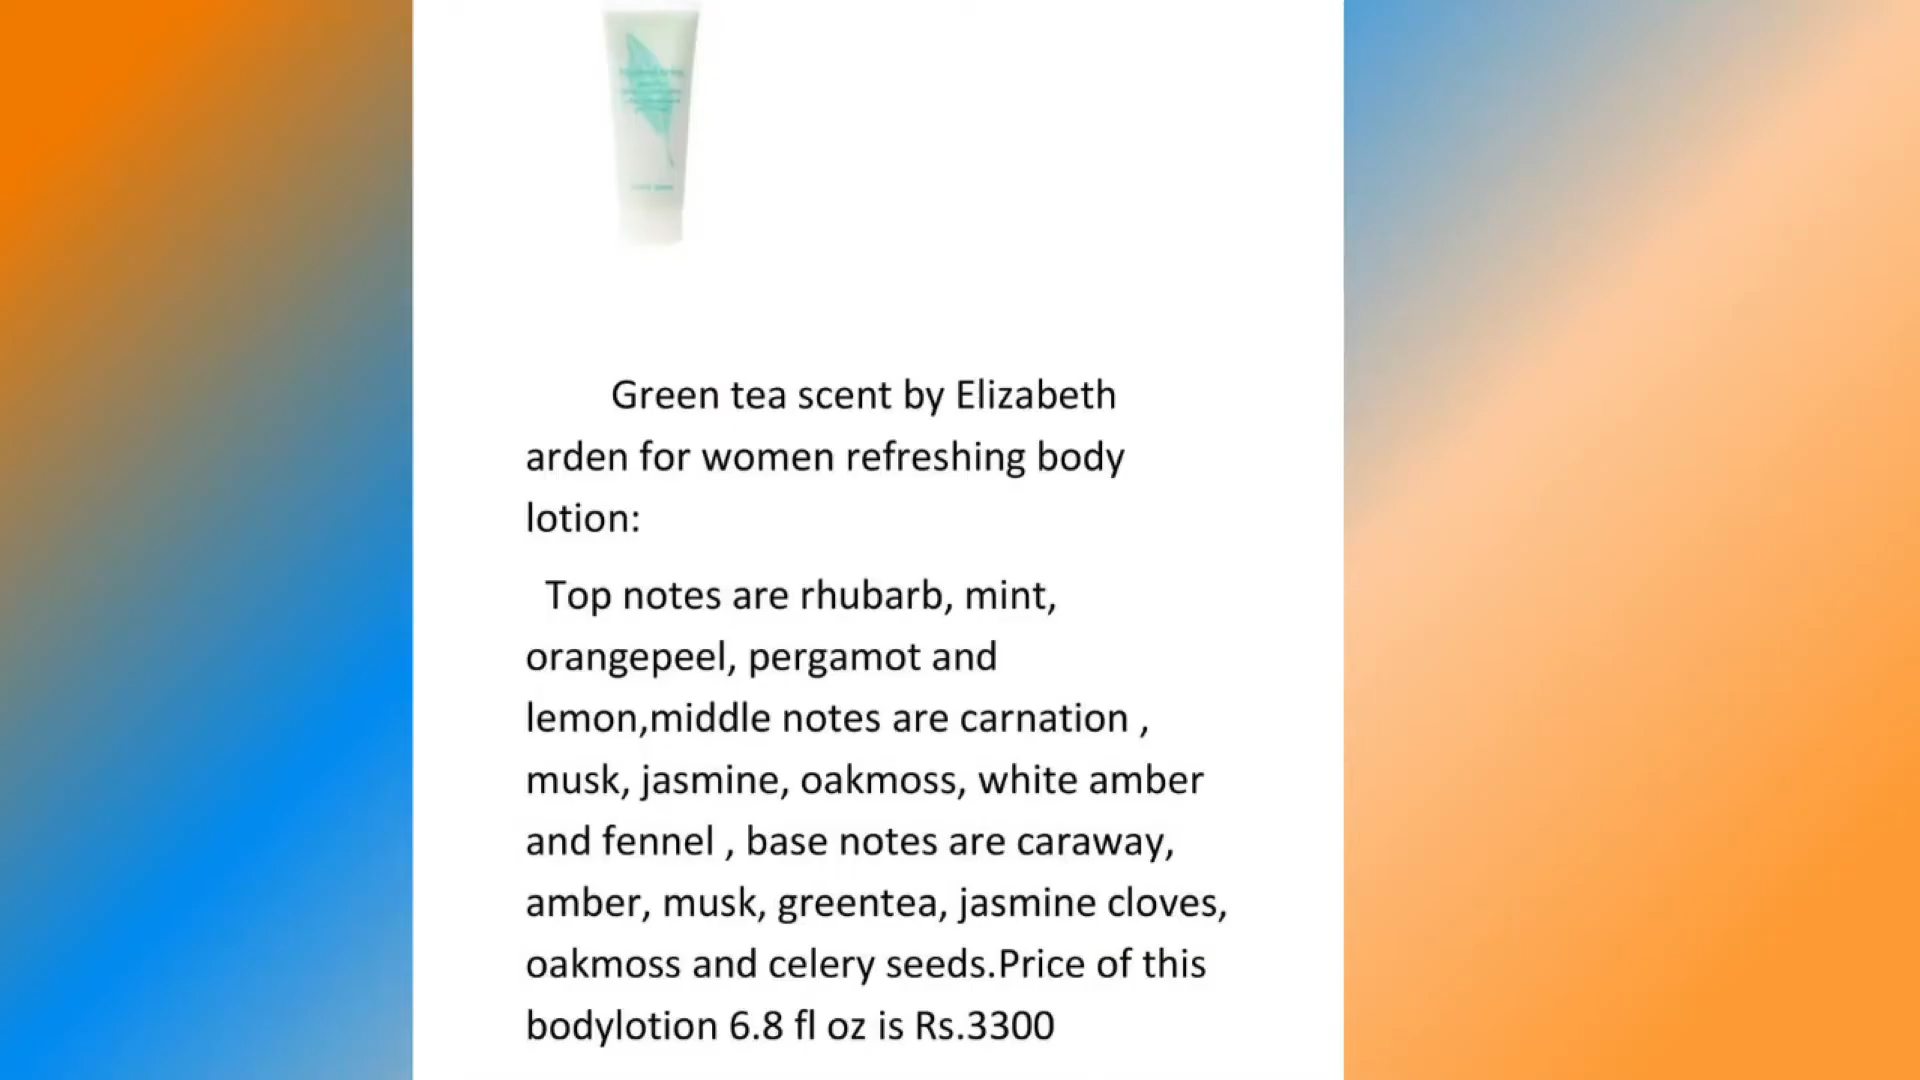 Green tea scent by Elizabeth
arden for women refreshing body
lotion:
Top notes are rhubarb, mint,
orangepeel, pergamot and
lemon,middle notes are carnation ,
musk, jasmine, oakmoss, white amber
and fennel , base notes are caraway,
amber, musk, greentea, jasmine cloves,
oakmoss and celery seeds.Price of this
bodylotion 6.8 fl oz is Rs.3300